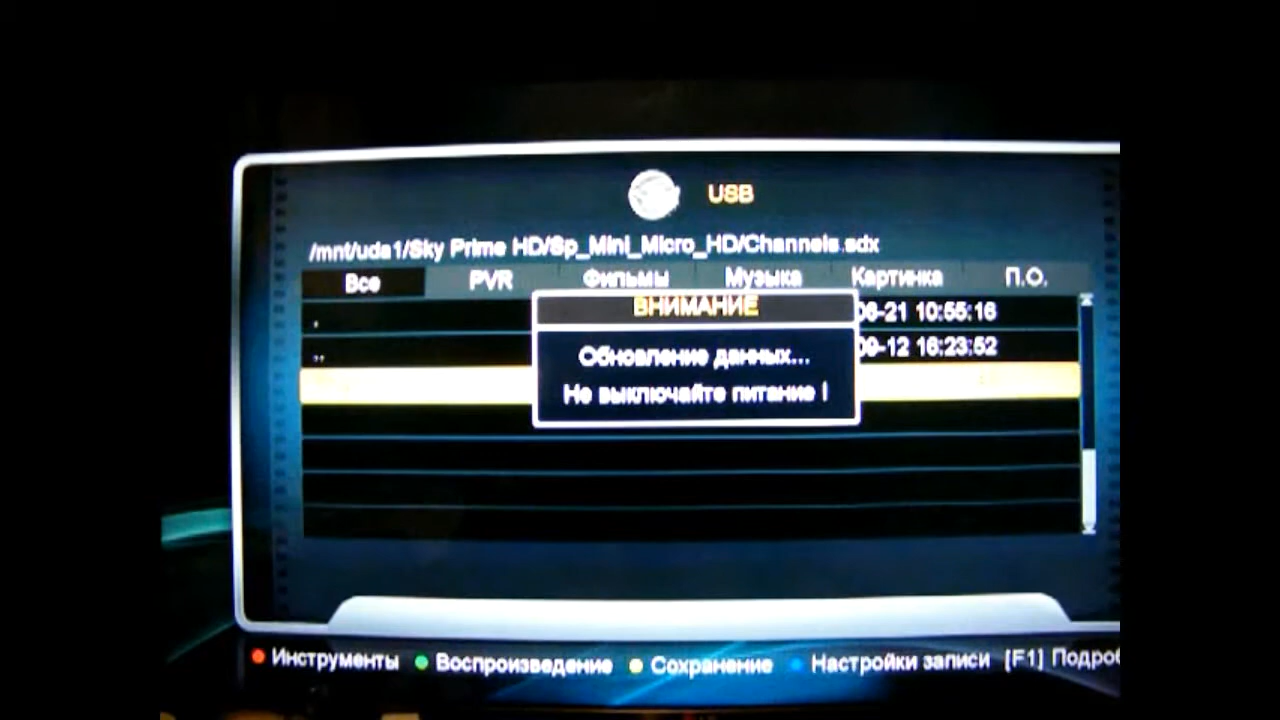 USB
/mnt/uda1/Sky Prime HD/Sp_Mini_Micro_HD/Channels.sdx
Все PVR Фильмы Музыка Картинка П.О.
ВНИМАНИЕ
. 06-21 10:55:16
.. 09-12 16:23:52
Обновление данных...
Не выключайте питание !
Инструменты Воспроизведение Сохранение Настройки записи [F1] Подроб